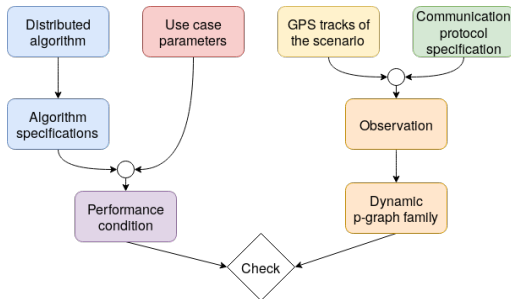 Distributed
algorithm
Use case
parameters
GPS tracks of
the scenario
Communication
protocol
specification
Algorithm
specifications
Observation
Performance
condition
Dynamic
p-graph family
Check